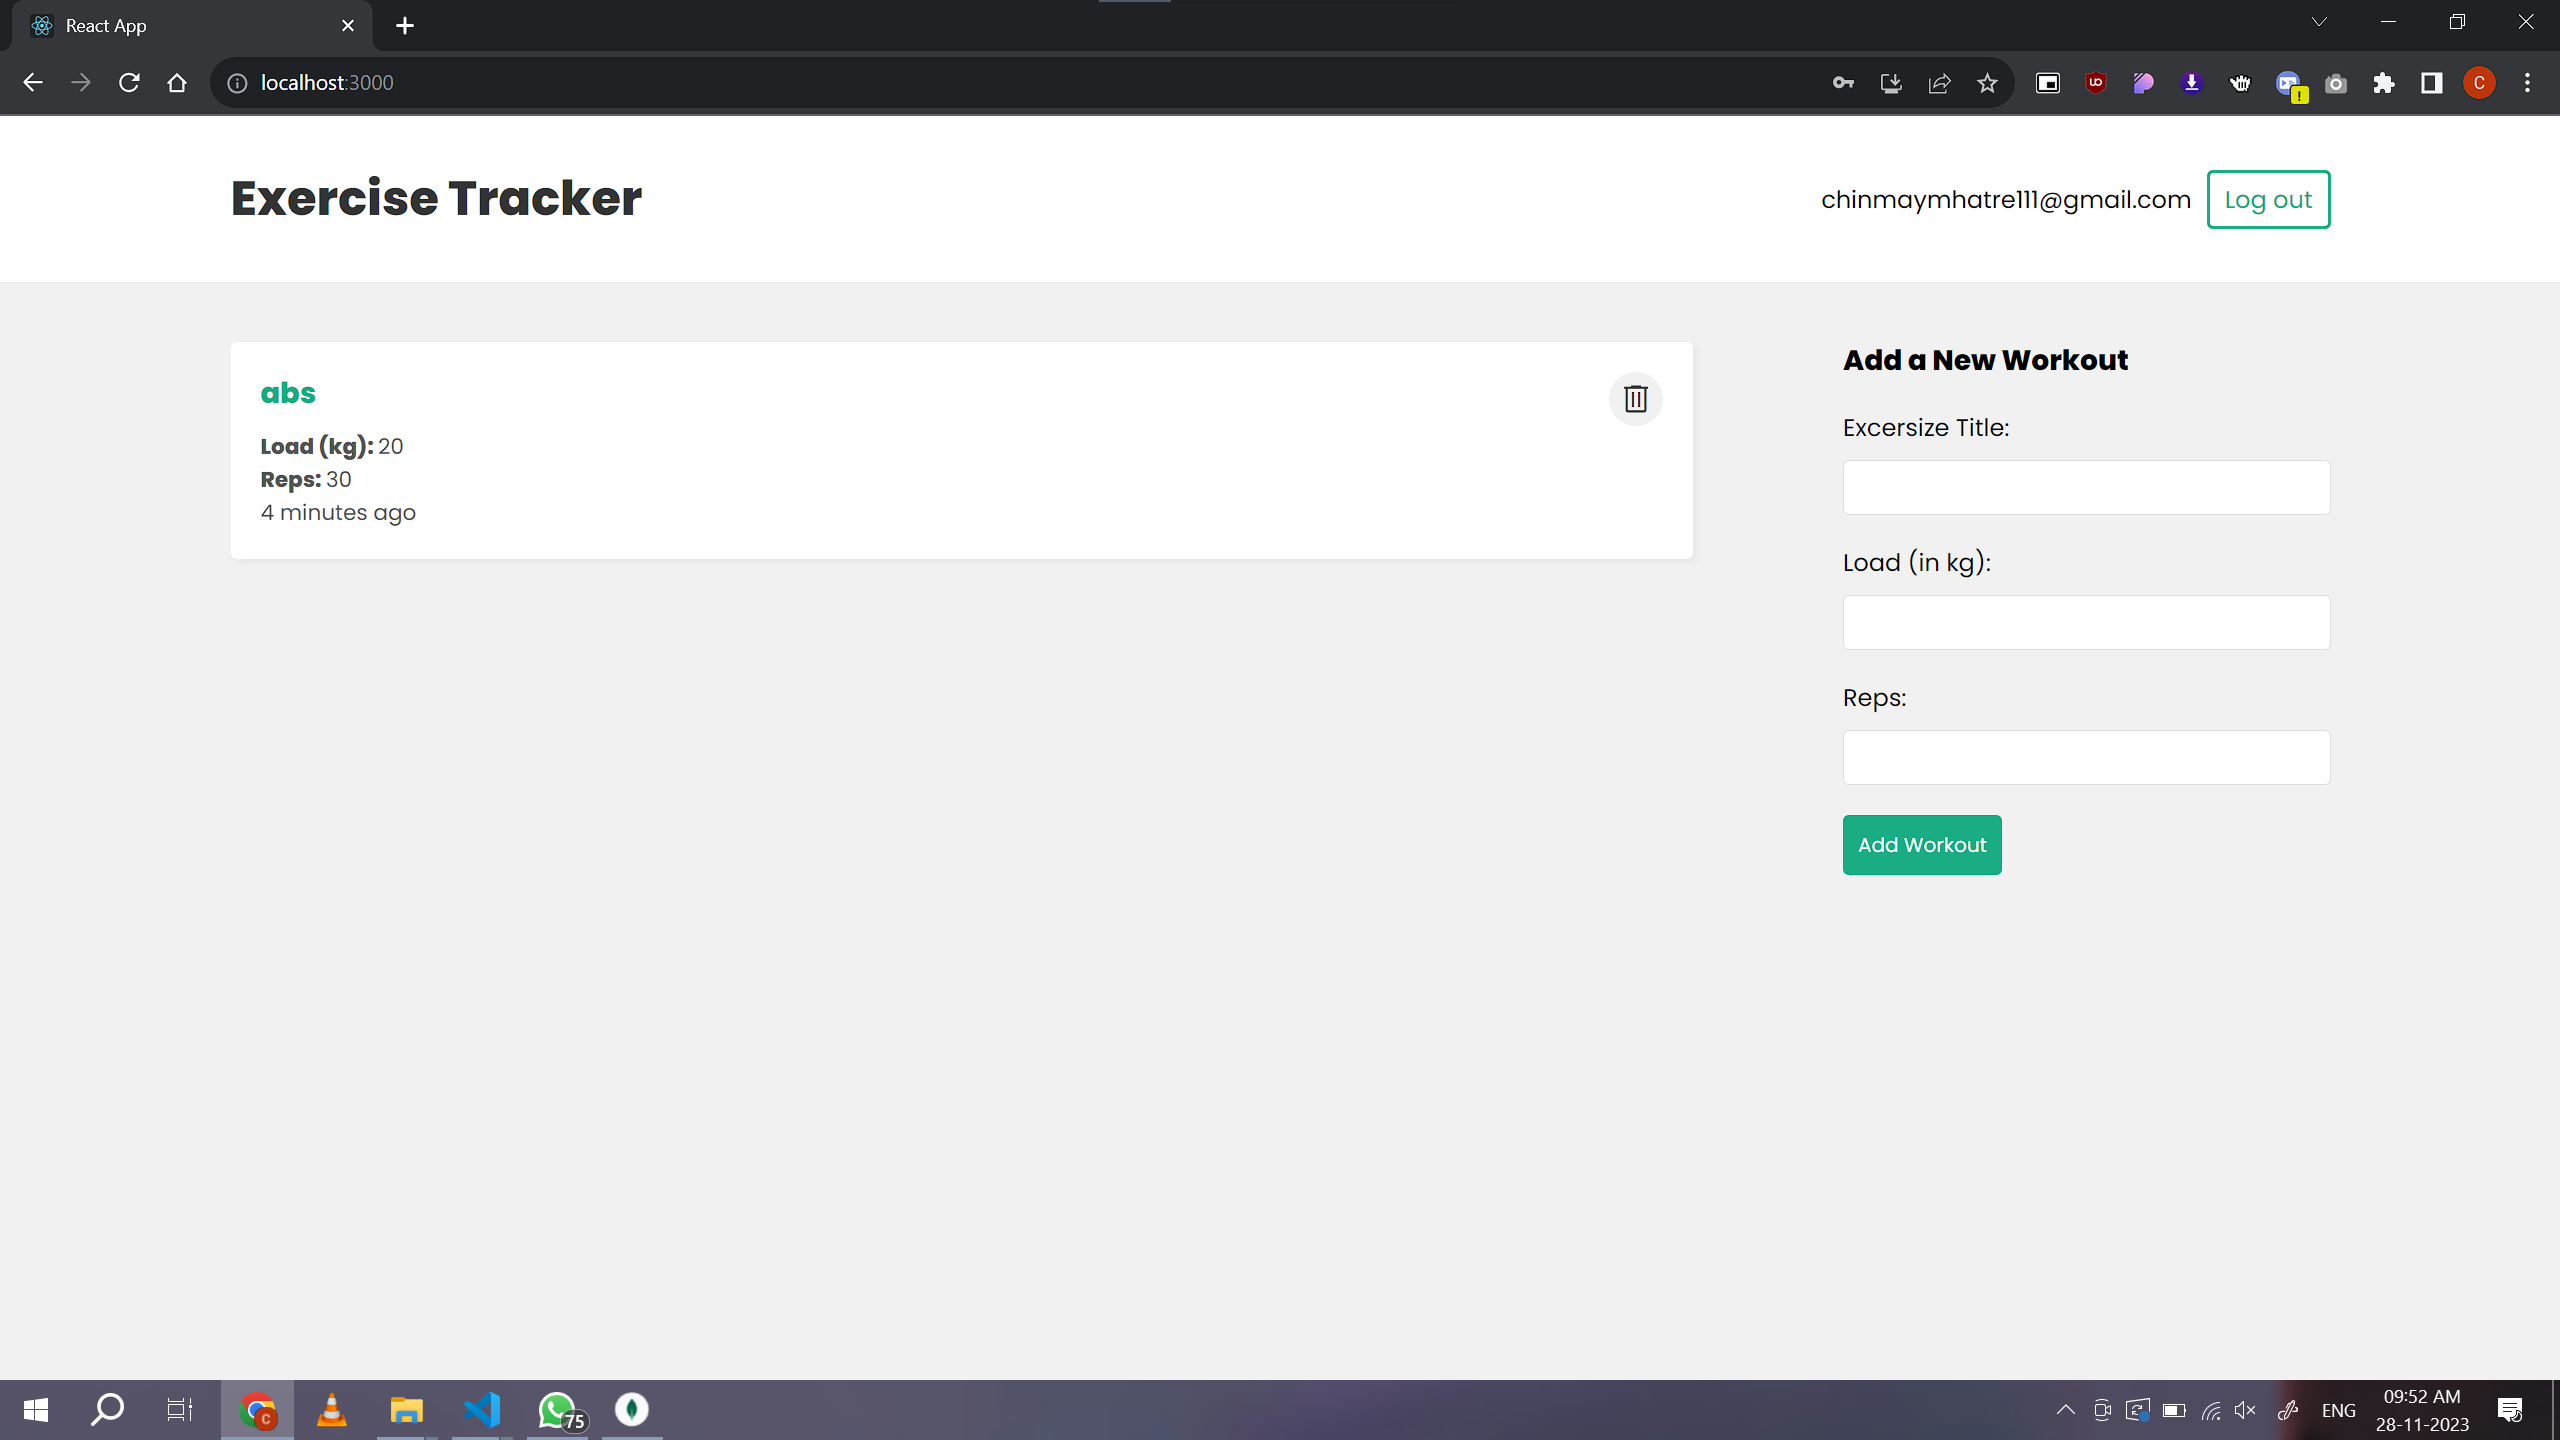 React App
localhost:3000
C
Exercise Tracker
chinmaymhatre111@gmail.com
Log out
abs
Load (kg): 20
Reps: 30
4 minutes ago
Add a New Workout
Excersize Title:
Load (in kg):
Reps:
Add Workout
C
75
ENG
09:52 AM
28-11-2023